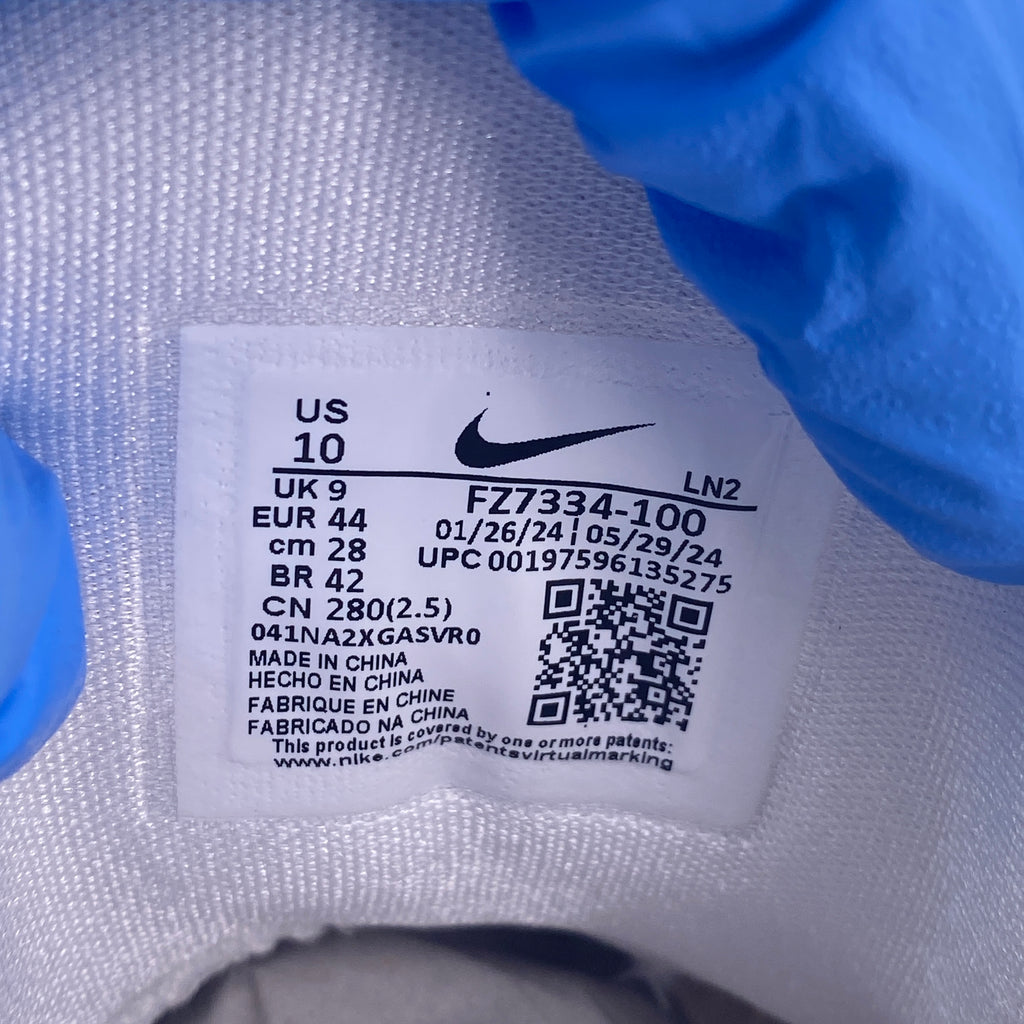 US
10
LN2
UK 9
EUR 44
cm 28
BR 42
CN 280(2.5)
FZ7334-100
01/26/24 | 05/29/24
UPC 00197596135275
041NA2XGASVR0
MADE IN CHINA
HECHO EN CHINA
FABRIQUE EN CHINE
FABRICADO NA CHINA
This product is covered by one or more patents:
www.nike.com/patentsvirtualmarking